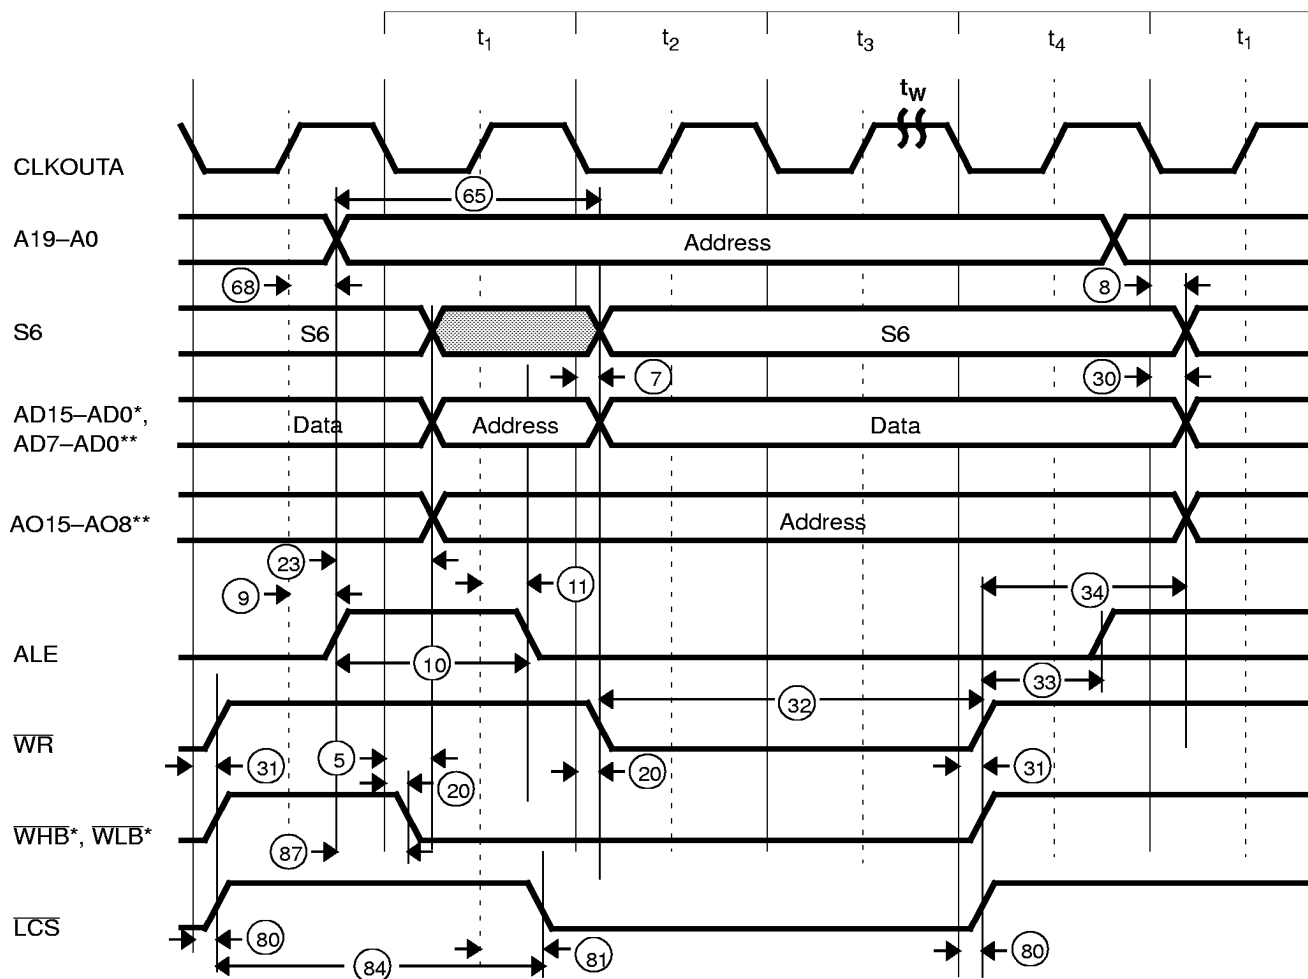 t1 t2 t3 t4 t1
tW
CLKOUTA
65
A19–A0 Address
68 8
S6 S6 S6
7 30
AD15–AD0*,
AD7–AD0** Data Address Data
AO15–AO8** Address
23 11
9 34
ALE
10 33
32
WR
5 31 20 20 31
WHB*, WLB*
87
LCS
80 84 81 80